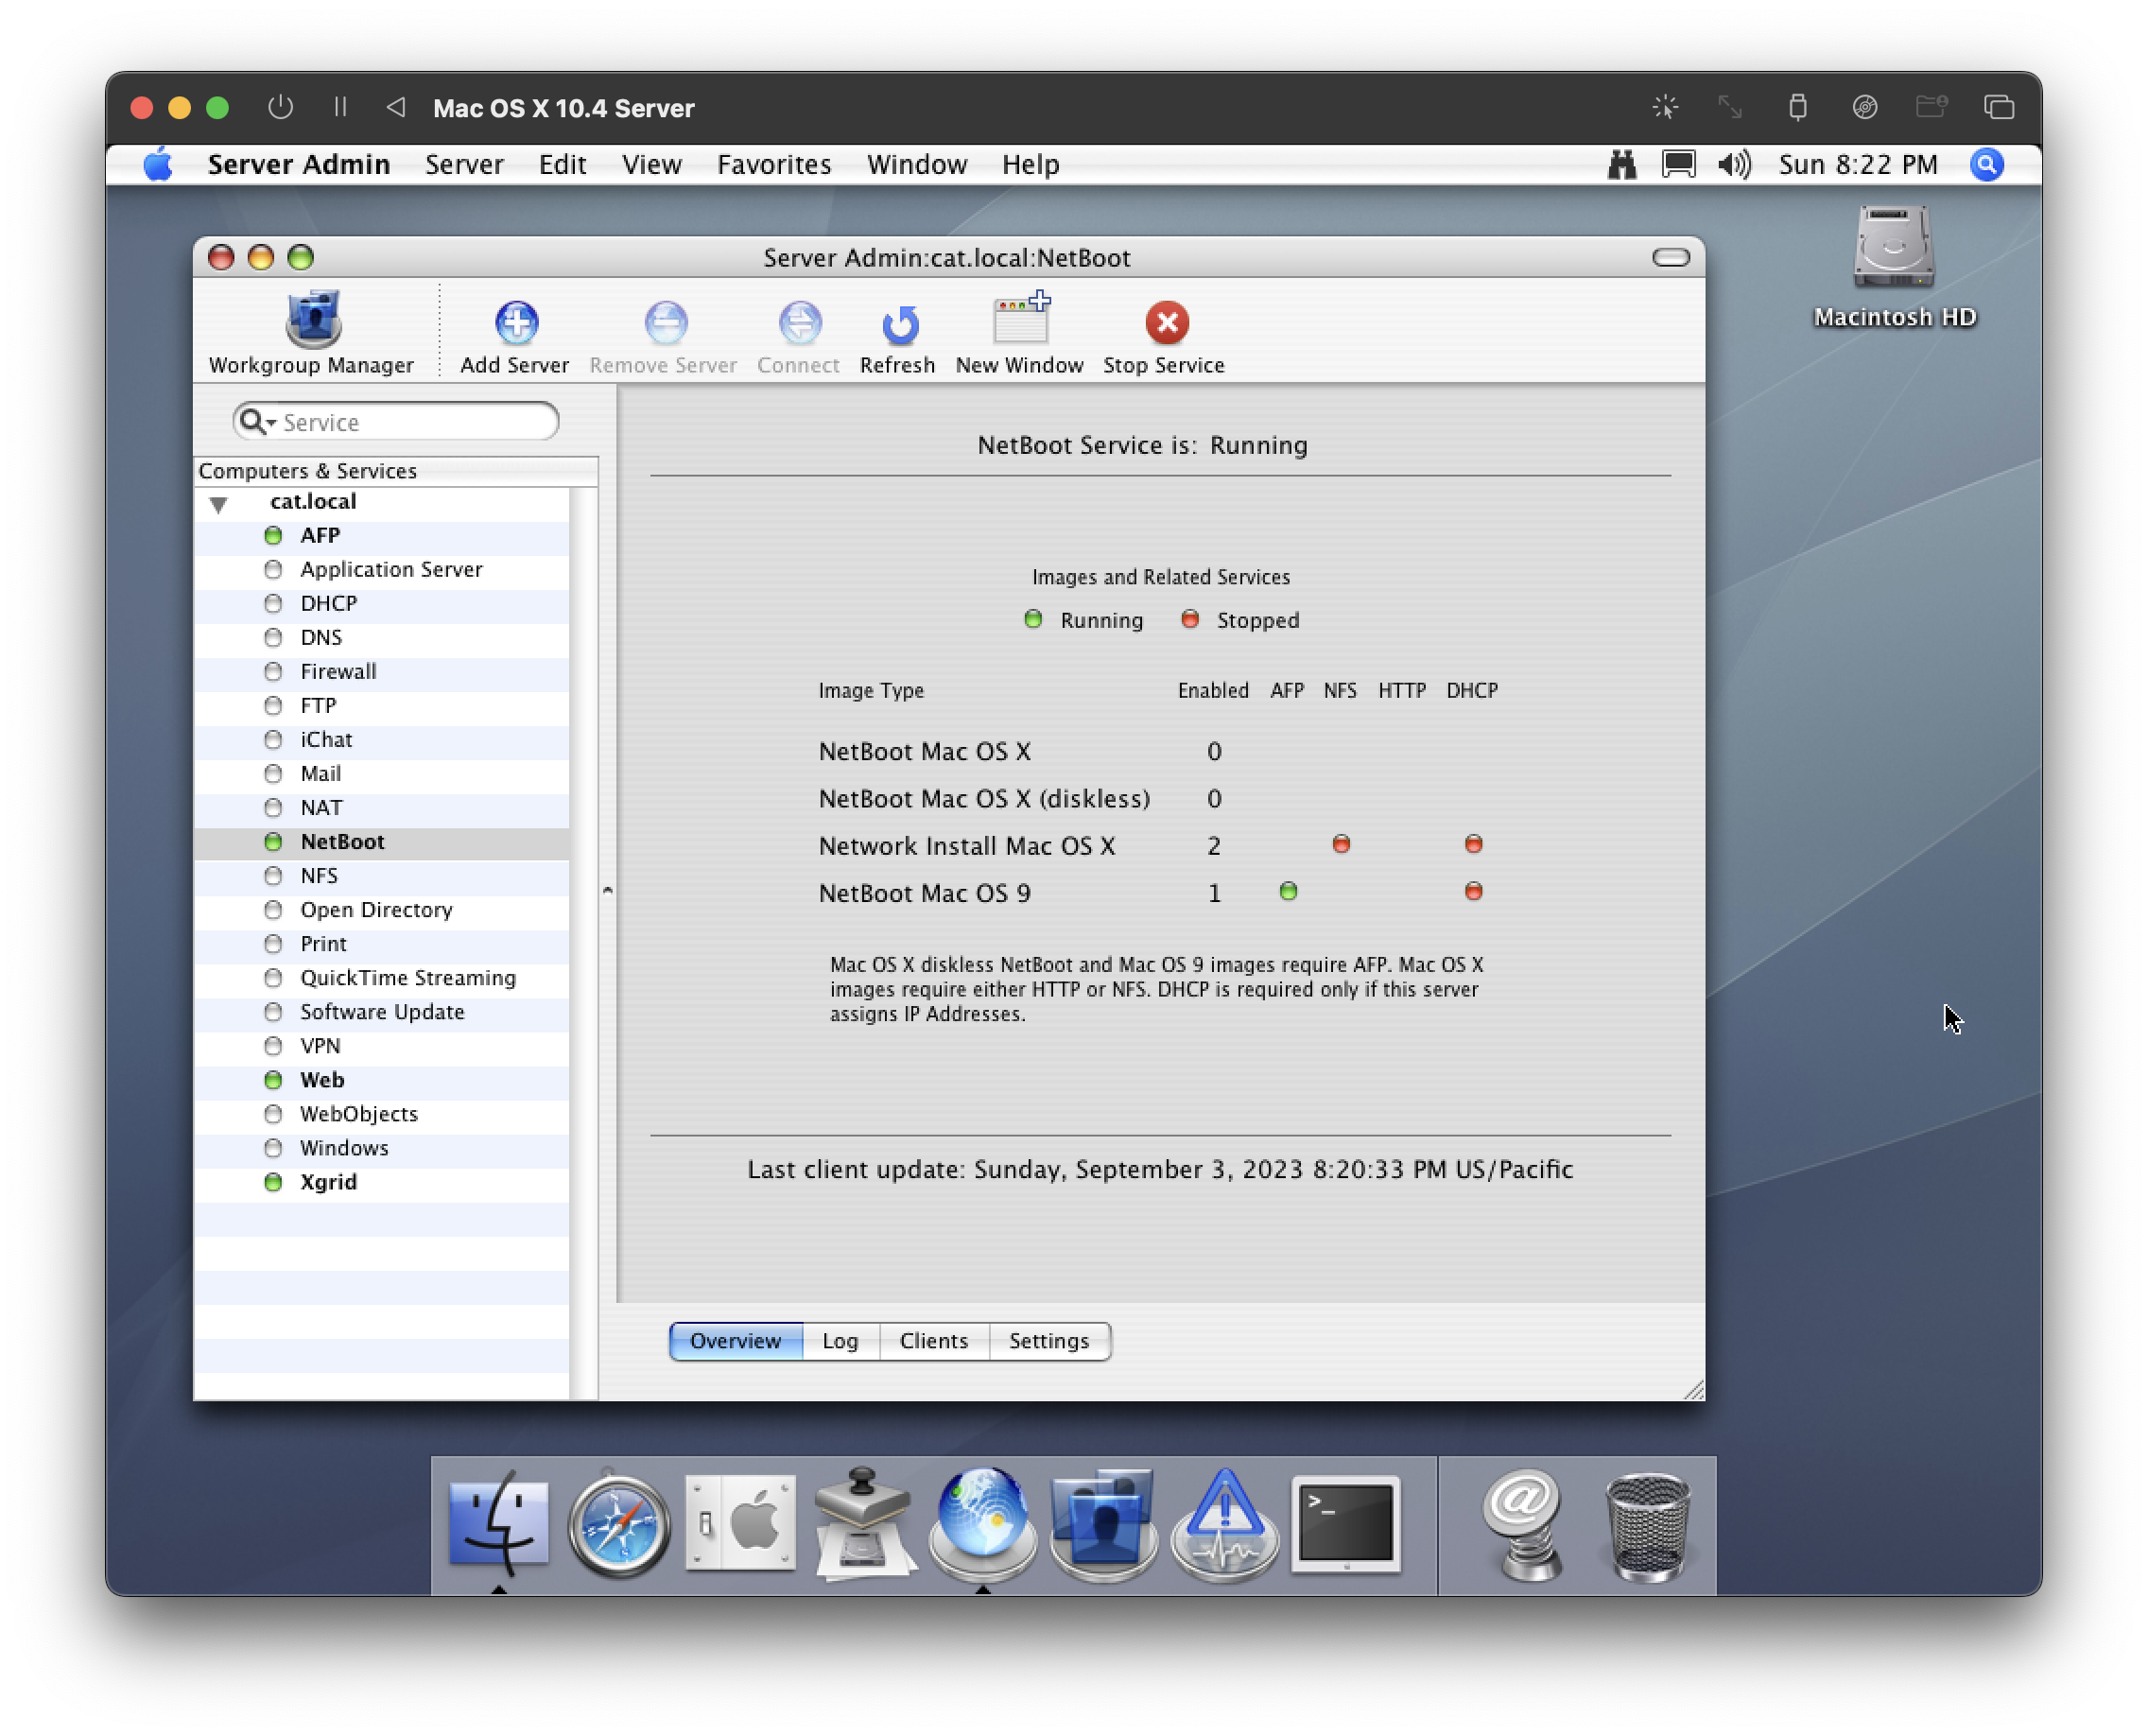 Mac OS X 10.4 Server
Server Admin Server Edit View Favorites Window Help Sun 8:22 PM
Server Admin:cat.local:NetBoot
Macintosh HD
Workgroup Manager Add Server Remove Server Connect Refresh New Window Stop Service
Service
Computers & Services
cat.local
AFP
Application Server
DHCP
DNS
Firewall
FTP
iChat
Mail
NAT
NetBoot
NFS
Open Directory
Print
QuickTime Streaming
Software Update
VPN
Web
WebObjects
Windows
Xgrid
NetBoot Service is: Running
Images and Related Services
Running Stopped
Image Type Enabled AFP NFS HTTP DHCP
NetBoot Mac OS X 0
NetBoot Mac OS X (diskless) 0
Network Install Mac OS X 2
NetBoot Mac OS 9 1
Mac OS X diskless NetBoot and Mac OS 9 images require AFP. Mac OS X
images require either HTTP or NFS. DHCP is required only if this server
assigns IP Addresses.
Last client update: Sunday, September 3, 2023 8:20:33 PM US/Pacific
Overview Log Clients Settings
>_
@